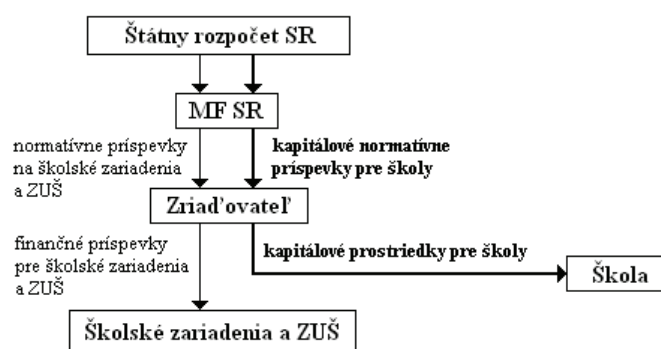 Štátny rozpočet SR
MF SR
normatívne príspevky
na školské zariadenia
a ZUŠ
kapitálové normatívne
príspevky pre školy
Zriaďovateľ
finančné príspevky
pre školské zariadenia
a ZUŠ
kapitálové prostriedky pre školy
Škola
Školské zariadenia a ZUŠ